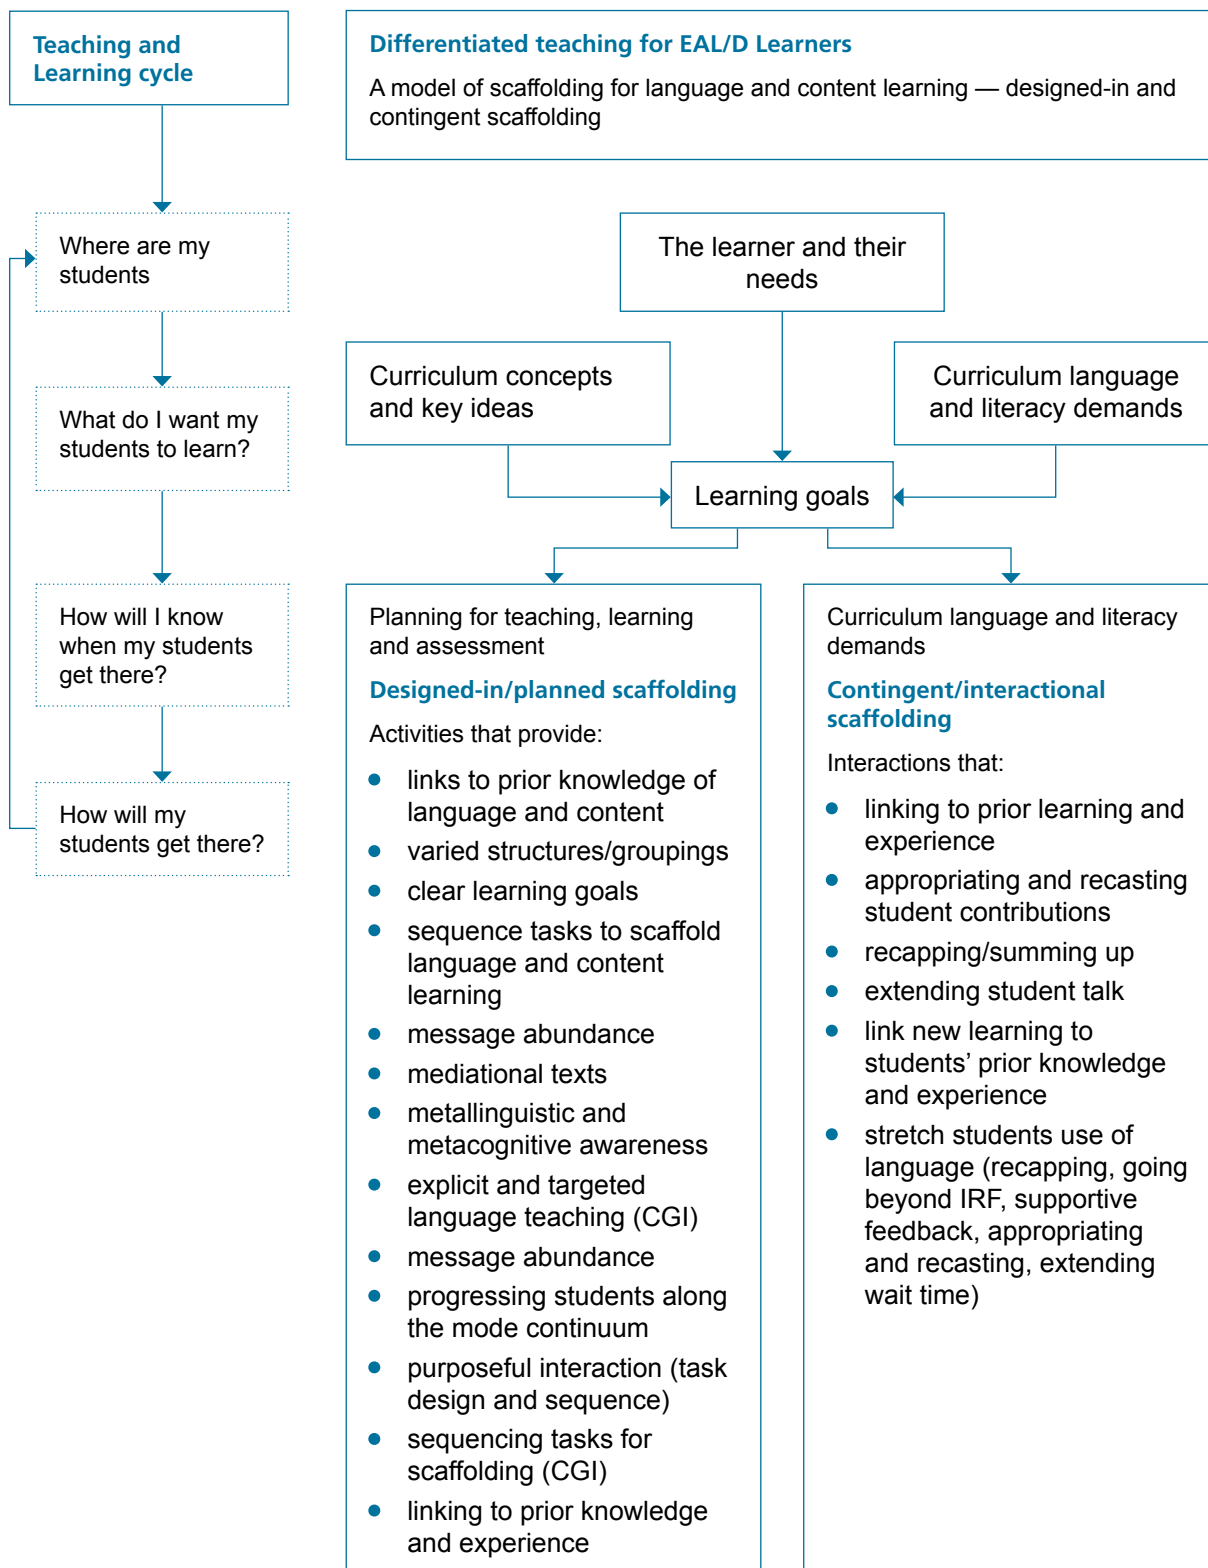 Teaching and
Learning cycle
Where are my
students
What do I want my
students to learn?
How will I know
when my students
get there?
How will my
students get there?
Differentiated teaching for EAL/D Learners
A model of scaffolding for language and content learning — designed-in and
contingent scaffolding
The learner and their
needs
Curriculum concepts
and key ideas
Curriculum language
and literacy demands
Learning goals
Planning for teaching, learning
and assessment
Designed-in/planned scaffolding
Activities that provide:
• links to prior knowledge of
language and content
• varied structures/groupings
• clear learning goals
• sequence tasks to scaffold
language and content
learning
• message abundance
• mediational texts
• metallinguistic and
metacognitive awareness
• explicit and targeted
language teaching (CGI)
• message abundance
• progressing students along
the mode continuum
• purposeful interaction (task
design and sequence)
• sequencing tasks for
scaffolding (CGI)
• linking to prior knowledge
and experience
Curriculum language and literacy
demands
Contingent/interactional
scaffolding
Interactions that:
• linking to prior learning and
experience
• appropriating and recasting
student contributions
• recapping/summing up
• extending student talk
• link new learning to
students’ prior knowledge
and experience
• stretch students use of
language (recapping, going
beyond IRF, supportive
feedback, appropriating
and recasting, extending
wait time)